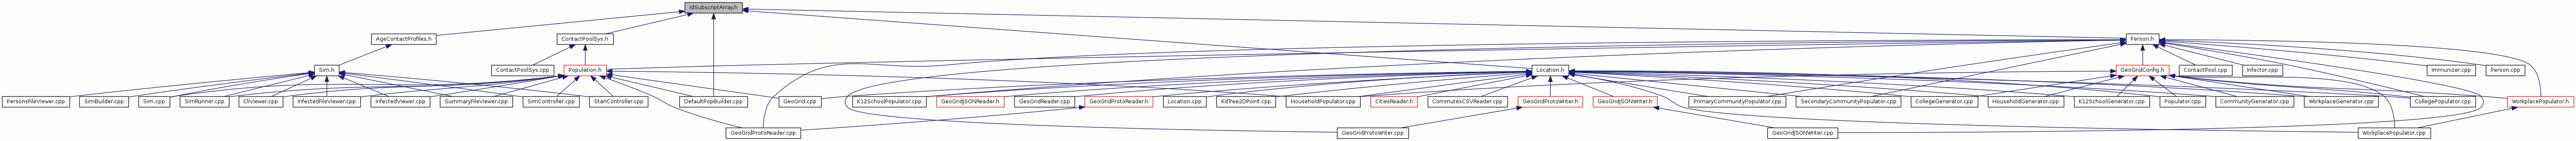 IdSubscriptArray.h
AgeContactProfiles.h
ContactPoolSys.h
Person.h
Sim.h
ContactPoolSys.cpp
Population.h
Location.h
GeoGridConfig.h
ContactPool.cpp
Infector.cpp
Immunizer.cpp
Person.cpp
PersonsFileViewer.cpp
SimBuilder.cpp
Sim.cpp
SimRunner.cpp
CliViewer.cpp
InfectedFileViewer.cpp
InfectedViewer.cpp
SummaryFileViewer.cpp
SimController.cpp
StanController.cpp
DefaultPopBuilder.cpp
GeoGrid.cpp
K12SchoolPopulator.cpp
GeoGridJSONReader.h
GeoGridReader.cpp
GeoGridProtoReader.h
Location.cpp
KdTree2DPoint.cpp
HouseholdPopulator.cpp
CitiesReader.h
CommutesCSVReader.cpp
GeoGridProtoWriter.h
GeoGridJSONWriter.h
PrimaryCommunityPopulator.cpp
SecondaryCommunityPopulator.cpp
CollegeGenerator.cpp
HouseholdGenerator.cpp
K12SchoolGenerator.cpp
Populator.cpp
CommunityGenerator.cpp
WorkplaceGenerator.cpp
CollegePopulator.cpp
WorkplacePopulator.h
GeoGridProtoReader.cpp
GeoGridProtoWriter.cpp
GeoGridJSONWriter.cpp
WorkplacePopulator.cpp